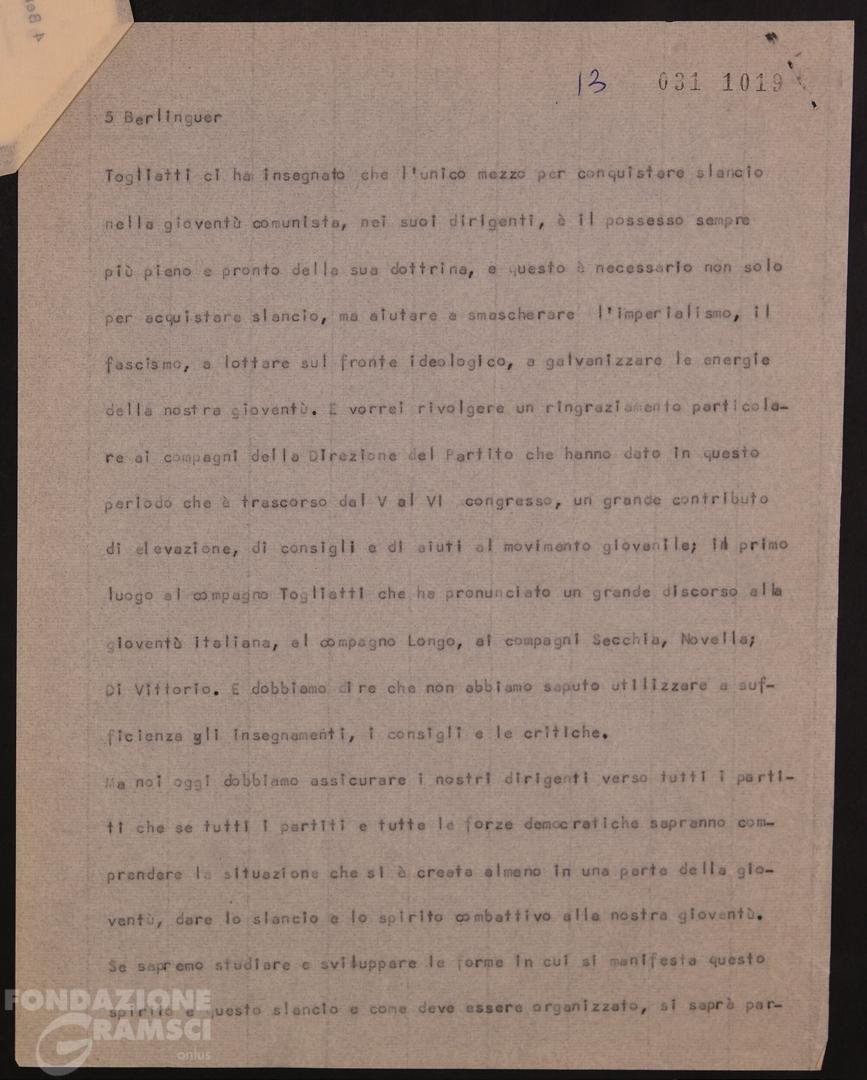 4 Ber
13 031 1019
5 Berlinguer
Togliatti ci ha insegnato che l'unico mezzo per conquistare slancio
nella gioventù comunista, nei suoi dirigenti, è il possesso sempre
più pieno e pronto della sua dottrina, e questo è necessario non solo
per acquistare slancio, ma aiutare a smascherare l'imperialismo, il
fascismo, a lottare sul fronte ideologico, a galvanizzare le energie
della nostra gioventù. E vorrei rivolgere un ringraziamento particola-
re ai compagni della Direzione del Partito che hanno dato in questo
periodo che è trascorso dal V al VI congresso, un grande contributo
di elevazione, di consigli e di aiuti al movimento giovanile; in primo
luogo al compagno Togliatti che ha pronunciato un grande discorso alla
gioventù italiana, al compagno Longo, ai compagni Secchia, Novella;
Di Vittorio. E dobbiamo dire che non abbiamo saputo utilizzare a suf-
ficienza gli insegnamenti, i consigli e le critiche.
Ma noi oggi dobbiamo assicurare i nostri dirigenti verso tutti i parti-
ti che se tutti i partiti e tutte le forze democratiche sapranno com-
prendere la situazione che si è creata almeno in una parte della gio-
ventù, dare lo slancio e lo spirito combattivo alla nostra gioventù.
Se sapremo studiare e sviluppare le forme in cui si manifesta questo
spirito e questo slancio e come deve essere organizzato, si saprà par-
FONDAZIONE
GRAMSCI
onlus